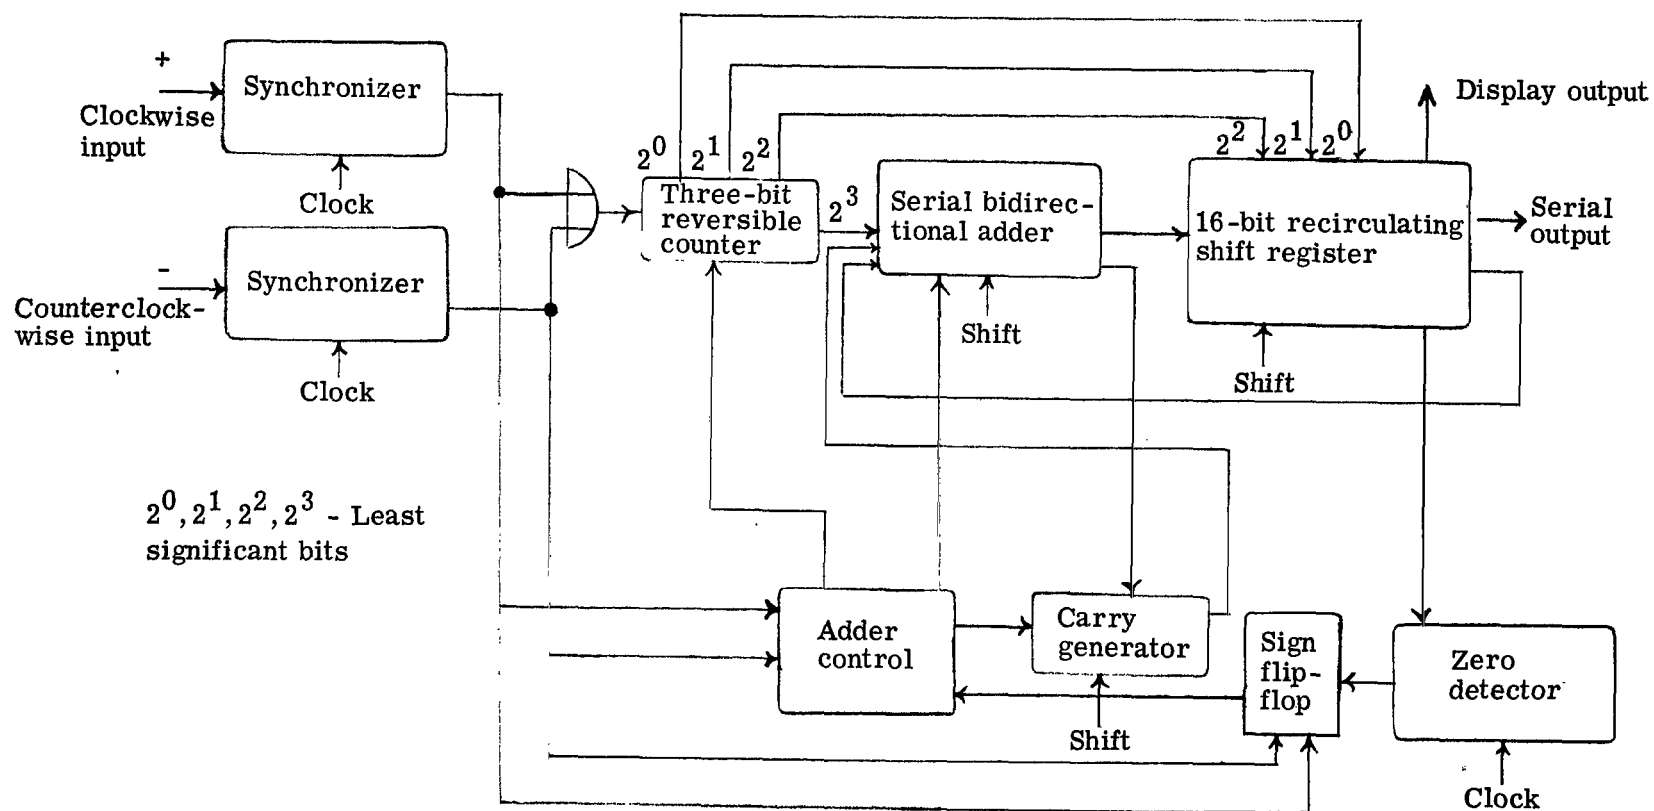 +
Clockwise
input
Synchronizer
Clock
-
Counterclock-
wise input
Synchronizer
Clock
2^0 2^1 2^2
Three-bit
reversible
counter
2^3
Serial bidirec-
tional adder
Shift
2^2 2^1 2^0
16-bit recirculating
shift register
Shift
Display output
Serial
output
2^0, 2^1, 2^2, 2^3 - Least
significant bits
Adder
control
Carry
generator
Shift
Sign
flip-
flop
Zero
detector
Clock